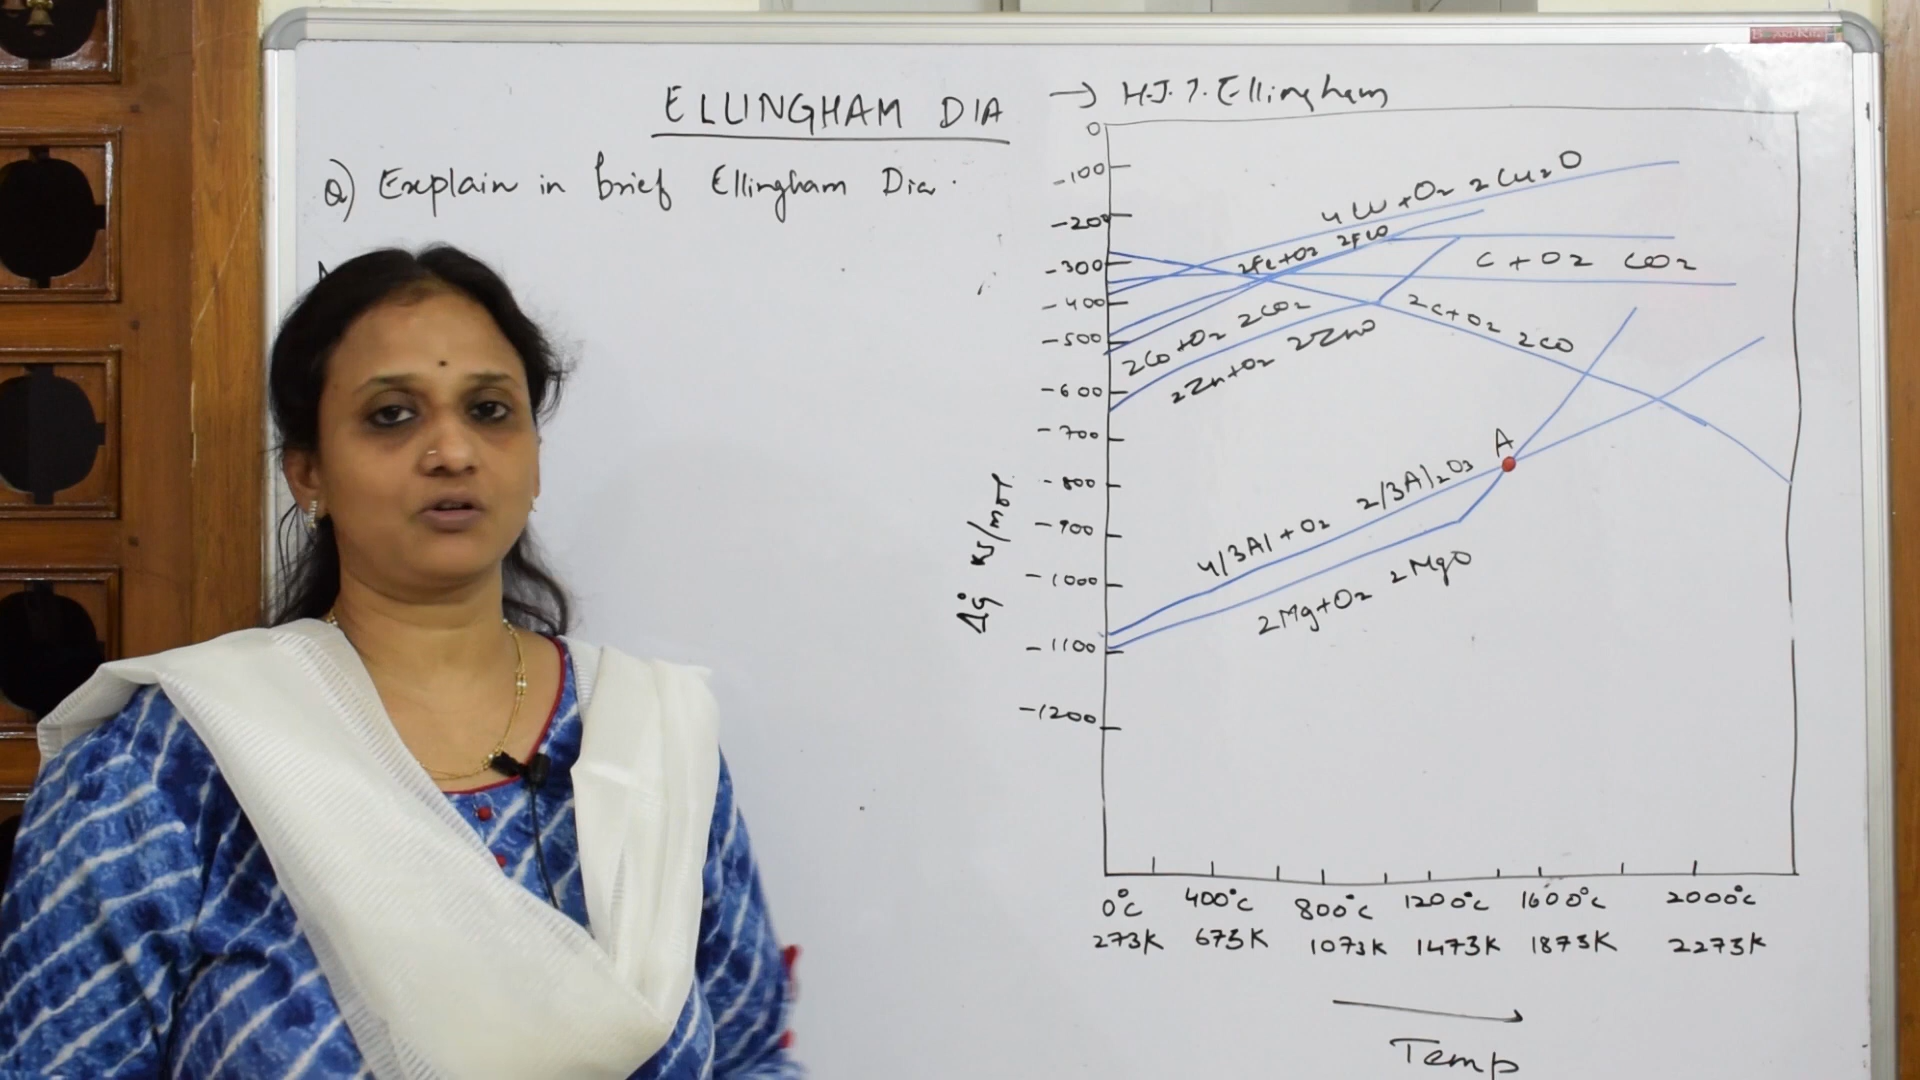 ELLINGHAM DIA → H.J.T. Ellingham
Q) Explain in brief Ellingham Dia.
0
-100
-200
-300
-400
-500
-600
-700
-800
-900
-1000
-1100
-1200
ΔG° KJ/mol
4Cu+O2 2Cu2O
2Fe+O2 2FeO
C+O2 CO2
2CO+O2 2CO2
2C+O2 2CO
2Zn+O2 2ZnO
A
4/3Al+O2 2/3Al2O3
2Mg+O2 2MgO
0°C 400°C 800°C 1200°C 1600°C 2000°C
273K 673K 1073K 1473K 1873K 2273K
Temp